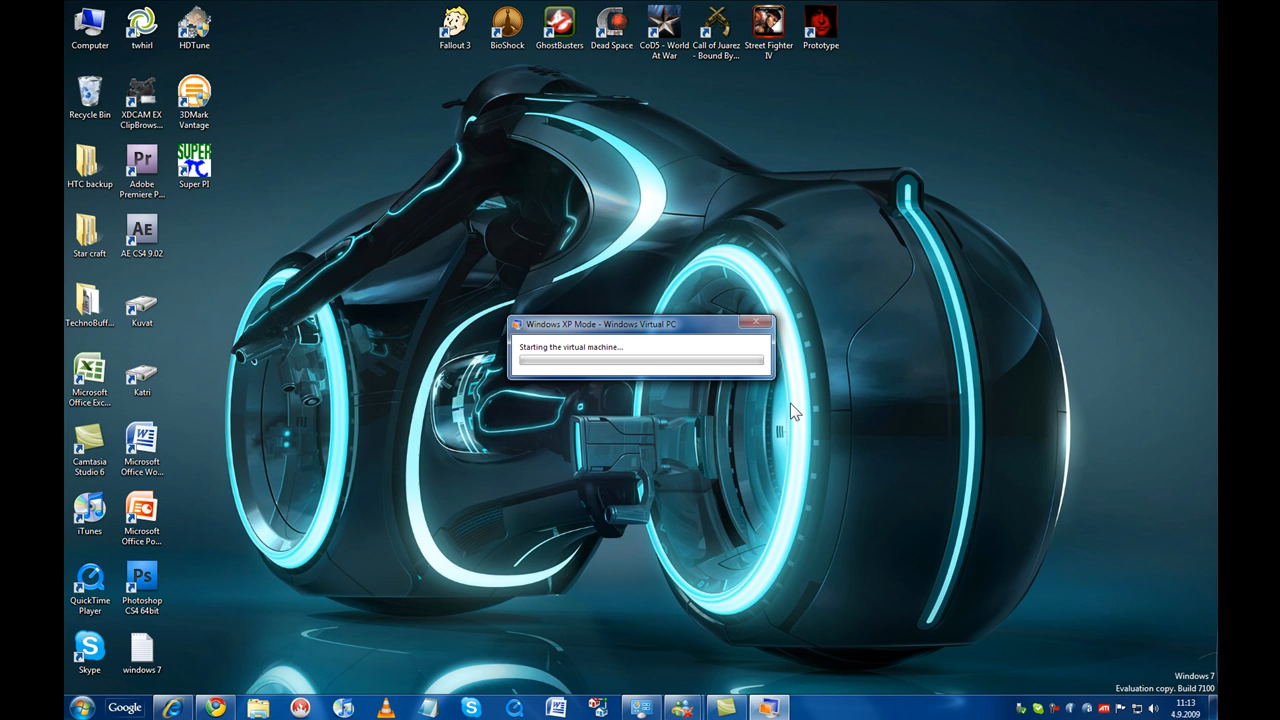 Computer
twhirl
HDTune
Fallout 3
BioShock
GhostBusters
Dead Space
CoD5 - World
At War
Call of Juarez
- Bound By...
Street Fighter
IV
Prototype
Recycle Bin
XDCAM EX
ClipBrows...
3DMark
Vantage
HTC backup
Pr
Adobe
Premiere P...
SUPER
Super PI
Star craft
AE
AE CS4 9.02
TechnoBuff...
Kuvat
Windows XP Mode - Windows Virtual PC
Starting the virtual machine...
Microsoft
Office Exc...
Katri
Camtasia
Studio 6
Microsoft
Office Wo...
iTunes
Microsoft
Office Po...
QuickTime
Player
Ps
Photoshop
CS4 64bit
Skype
windows 7
Windows 7
Evaluation copy. Build 7100
Google
11:13
4.9.2009